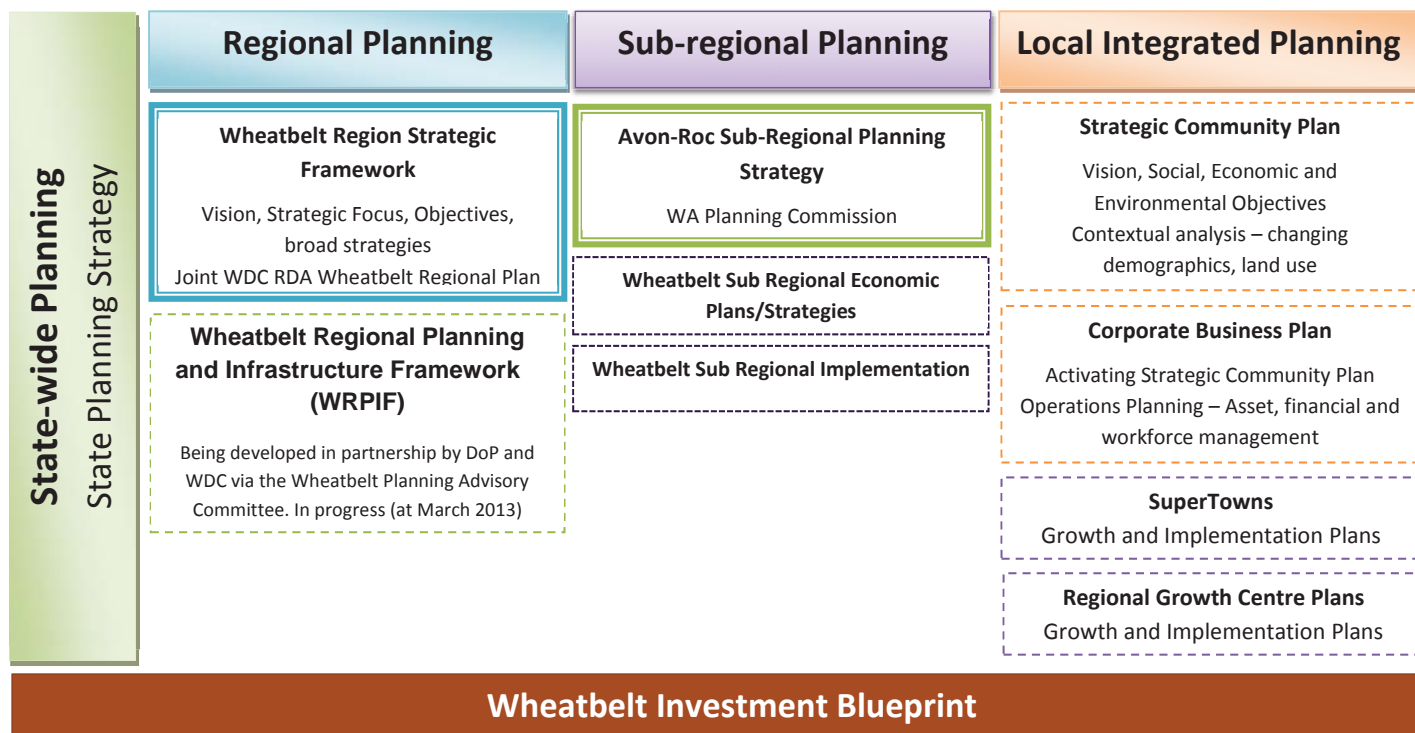 State-wide Planning
State Planning Strategy
Regional Planning
Wheatbelt Region Strategic
Framework
Vision, Strategic Focus, Objectives,
broad strategies
Joint WDC RDA Wheatbelt Regional Plan
Wheatbelt Regional Planning
and Infrastructure Framework
(WRPIF)
Being developed in partnership by DoP and
WDC via the Wheatbelt Planning Advisory
Committee. In progress (at March 2013)
Sub-regional Planning
Avon-Roc Sub-Regional Planning
Strategy
WA Planning Commission
Wheatbelt Sub Regional Economic
Plans/Strategies
Wheatbelt Sub Regional Implementation
Local Integrated Planning
Strategic Community Plan
Vision, Social, Economic and
Environmental Objectives
Contextual analysis – changing
demographics, land use
Corporate Business Plan
Activating Strategic Community Plan
Operations Planning – Asset, financial and
workforce management
SuperTowns
Growth and Implementation Plans
Regional Growth Centre Plans
Growth and Implementation Plans
Wheatbelt Investment Blueprint